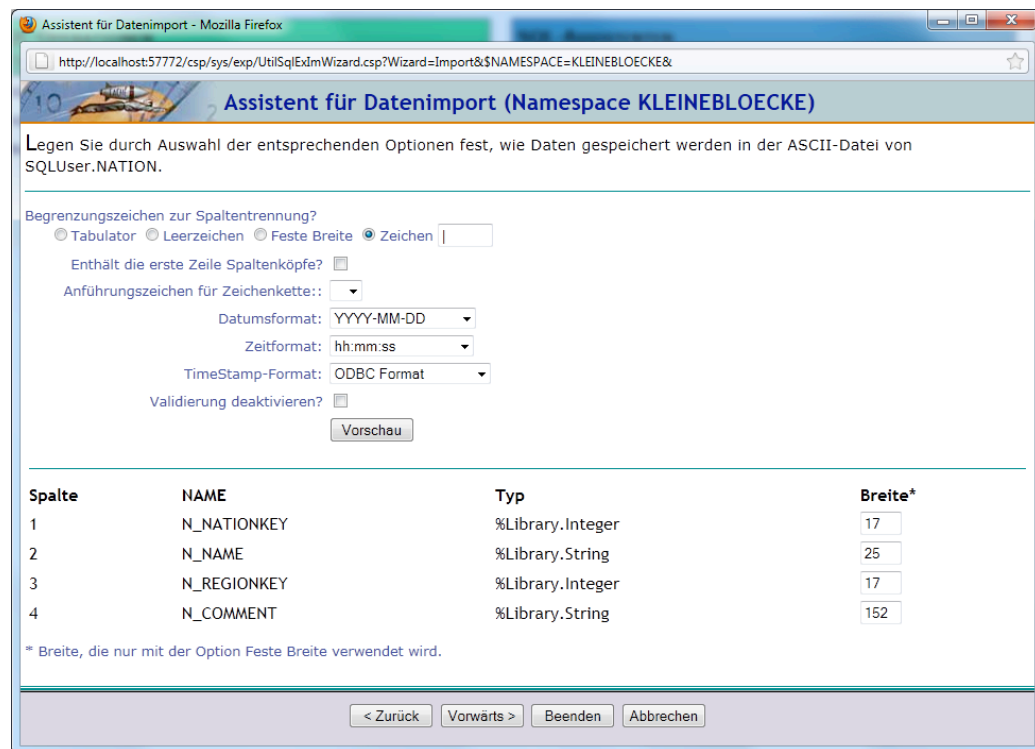 Assistent für Datenimport - Mozilla Firefox
http://localhost:57772/csp/sys/exp/UtilSqlExImWizard.csp?Wizard=Import&$NAMESPACE=KLEINEBLOECKE&
10 2 Assistent für Datenimport (Namespace KLEINEBLOECKE)
Legen Sie durch Auswahl der entsprechenden Optionen fest, wie Daten gespeichert werden in der ASCII-Datei von
SQLUser.NATION.
Begrenzungszeichen zur Spaltentrennung?
Tabulator Leerzeichen Feste Breite Zeichen |
Enthält die erste Zeile Spaltenköpfe?
Anführungszeichen für Zeichenkette::
Datumsformat: YYYY-MM-DD
Zeitformat: hh:mm:ss
TimeStamp-Format: ODBC Format
Validierung deaktivieren?
Vorschau
Spalte NAME Typ Breite*
1 N_NATIONKEY %Library.Integer 17
2 N_NAME %Library.String 25
3 N_REGIONKEY %Library.Integer 17
4 N_COMMENT %Library.String 152
* Breite, die nur mit der Option Feste Breite verwendet wird.
< Zurück Vorwärts > Beenden Abbrechen